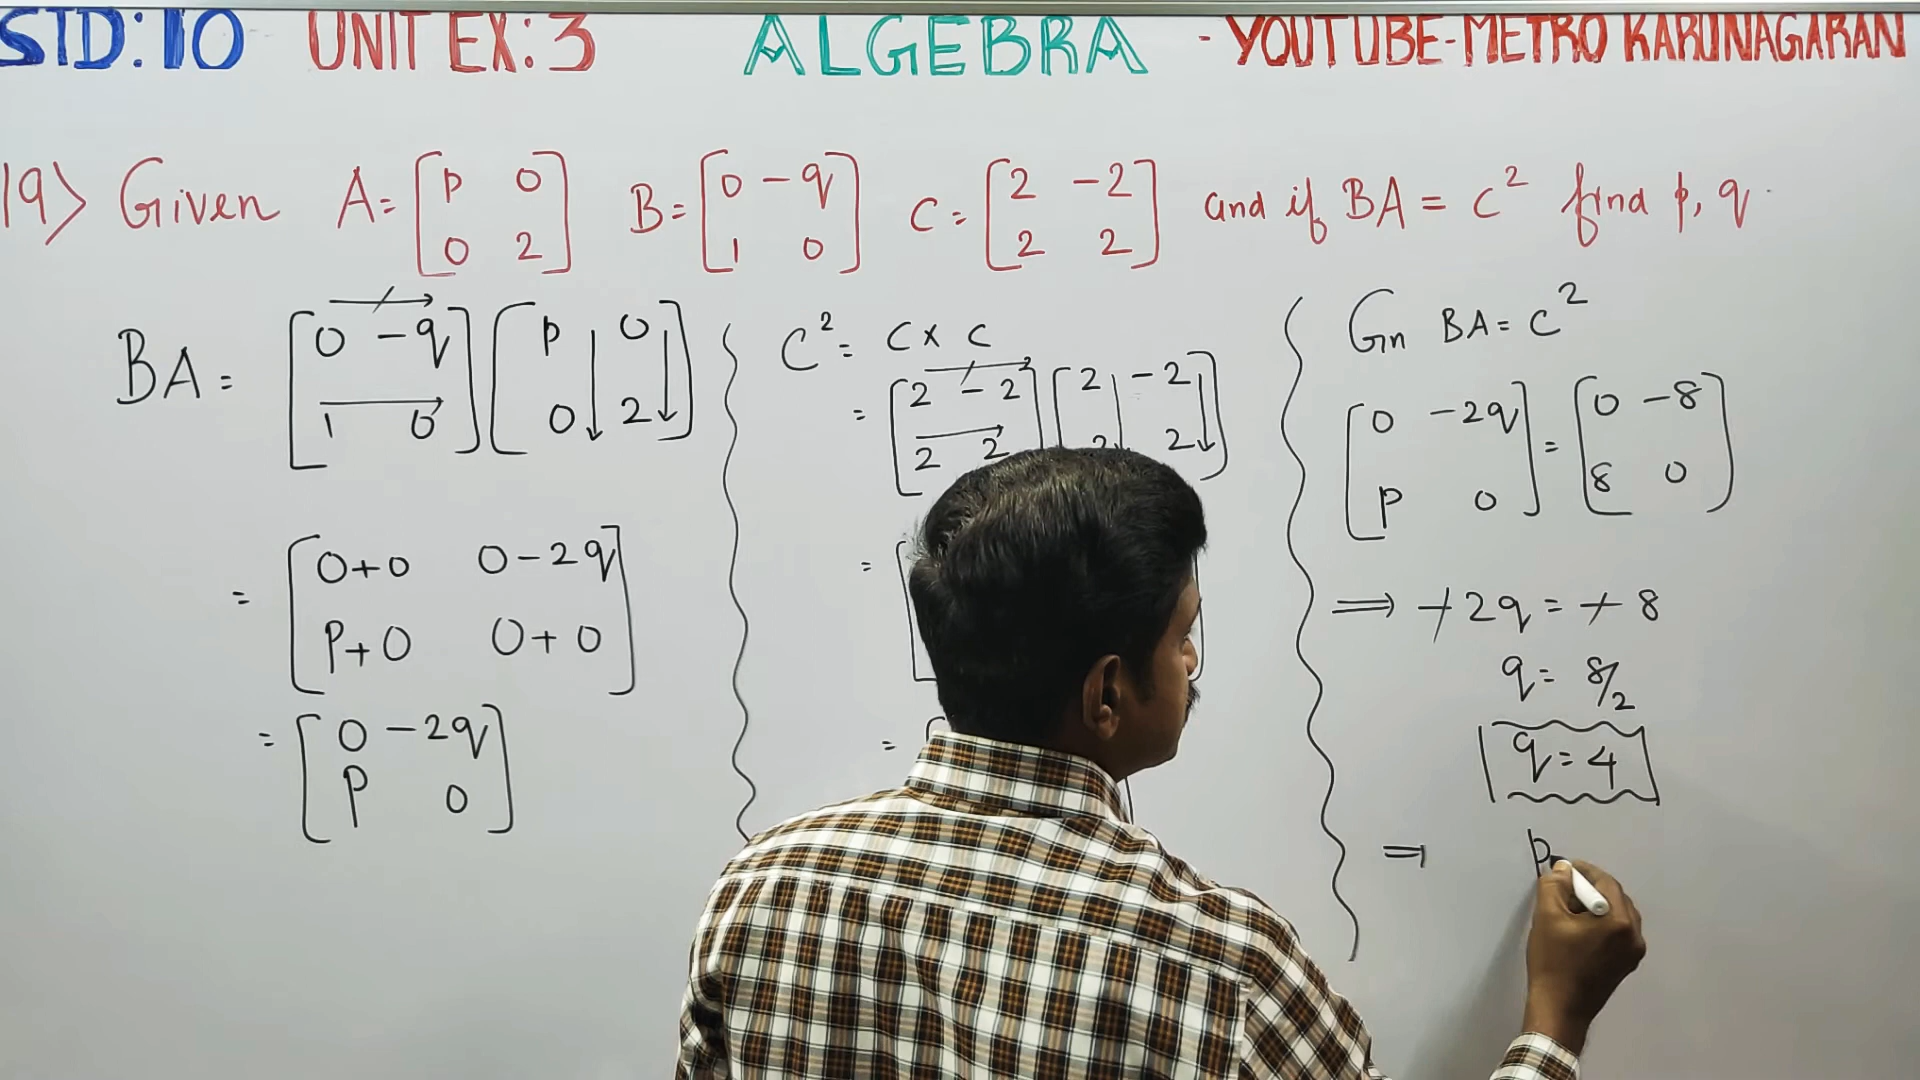 STD:10 UNIT EX:3 ALGEBRA - YOUTUBE-METRO KARUNAGARAN
19> Given A= [p 0 B= [0 -q C= [2 -2 and if BA = C² find p, q.
0 2] 1 0] 2 2]
BA = [0 -q] [p 0]
[1 0] [0 2]
= [0+0 0-2q]
[P+0 0+0]
= [0 -2q]
[P 0]
C² = C x C
= [2 -2] [2 -2]
[2 2] [2 2]
=
=
Gn BA = C²
[0 -2q] = [0 -8]
[P 0] [8 0]
⇒ -2q = -8
q = 8/2
q = 4
⇒ P